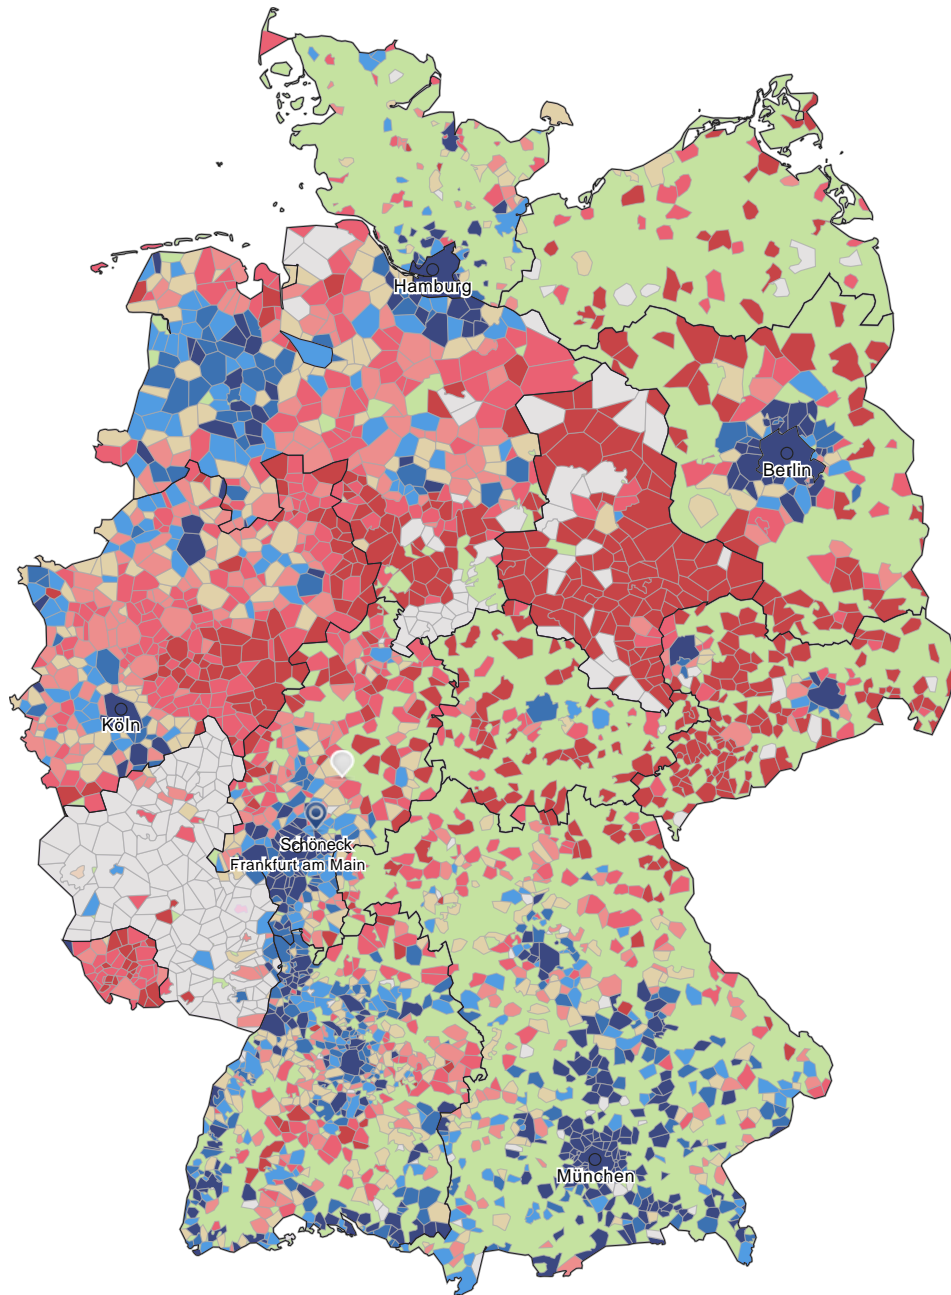 Hamburg
Berlin
Köln
Schöneck
Frankfurt am Main
München